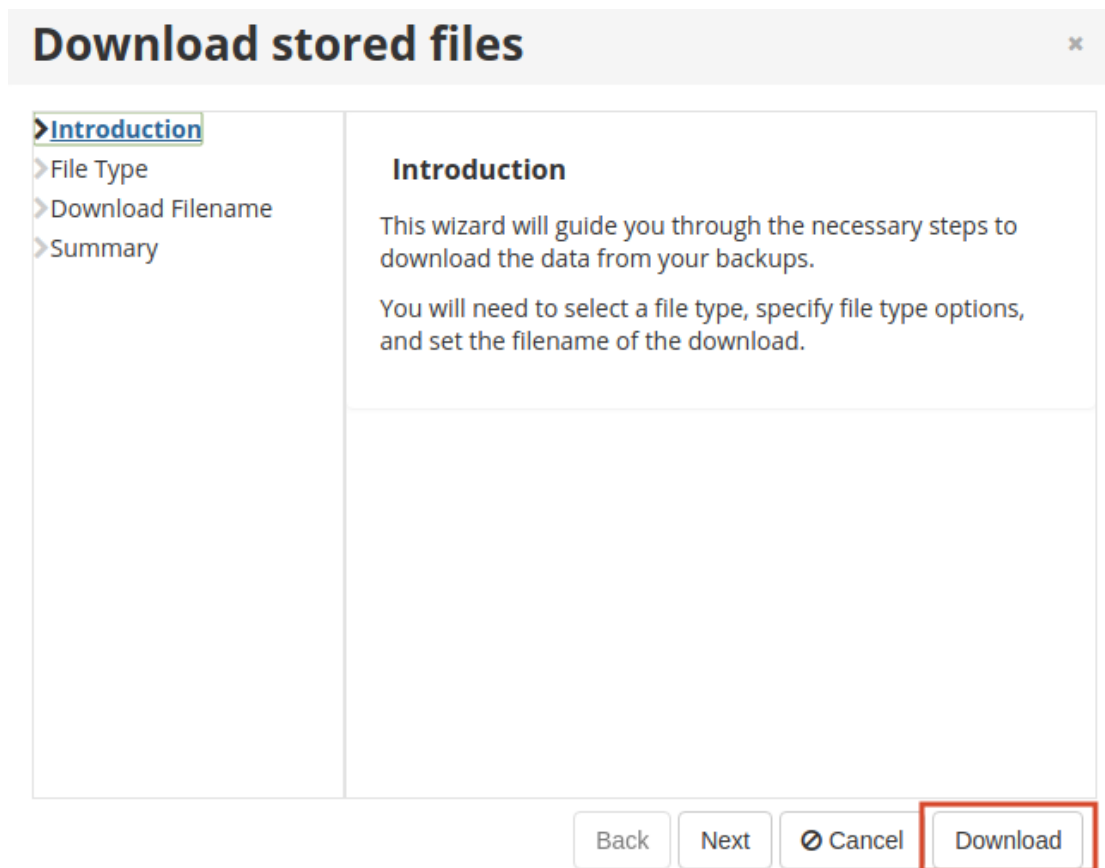 Download stored files
Introduction
File Type
Download Filename
Summary
Introduction
This wizard will guide you through the necessary steps to
download the data from your backups.
You will need to select a file type, specify file type options,
and set the filename of the download.
Back Next Cancel Download